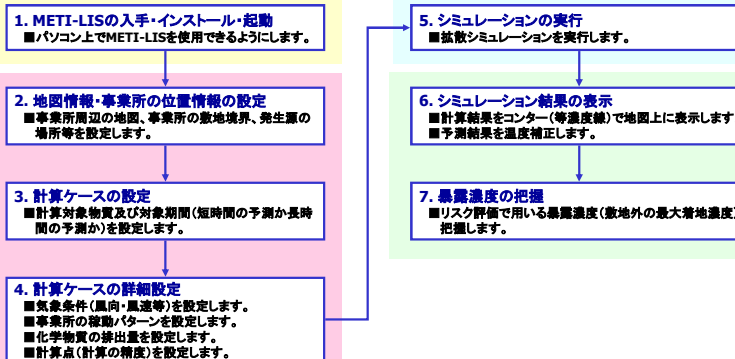 1. METI-LISの入手・インストール・起動
■パソコン上でMETI-LISを使用できるようにします。
2. 地図情報・事業所の位置情報の設定
■事業所周辺の地図、事業所の敷地境界、発生源の
場所等を設定します。
3. 計算ケースの設定
■計算対象物質及び対象期間(短時間の予測か長時
間の予測か)を設定します。
4. 計算ケースの詳細設定
■気象条件(風向・風速等)を設定します。
■事業所の稼動パターンを設定します。
■化学物質の排出量を設定します。
■計算点(計算の精度)を設定します。
5. シミュレーションの実行
■拡散シミュレーションを実行します。
6. シミュレーション結果の表示
■計算結果をコンター(等濃度線)で地図上に表示します
■予測結果を温度補正します。
7. 暴露濃度の把握
■リスク評価で用いる暴露濃度(敷地外の最大着地濃度)
把握します。